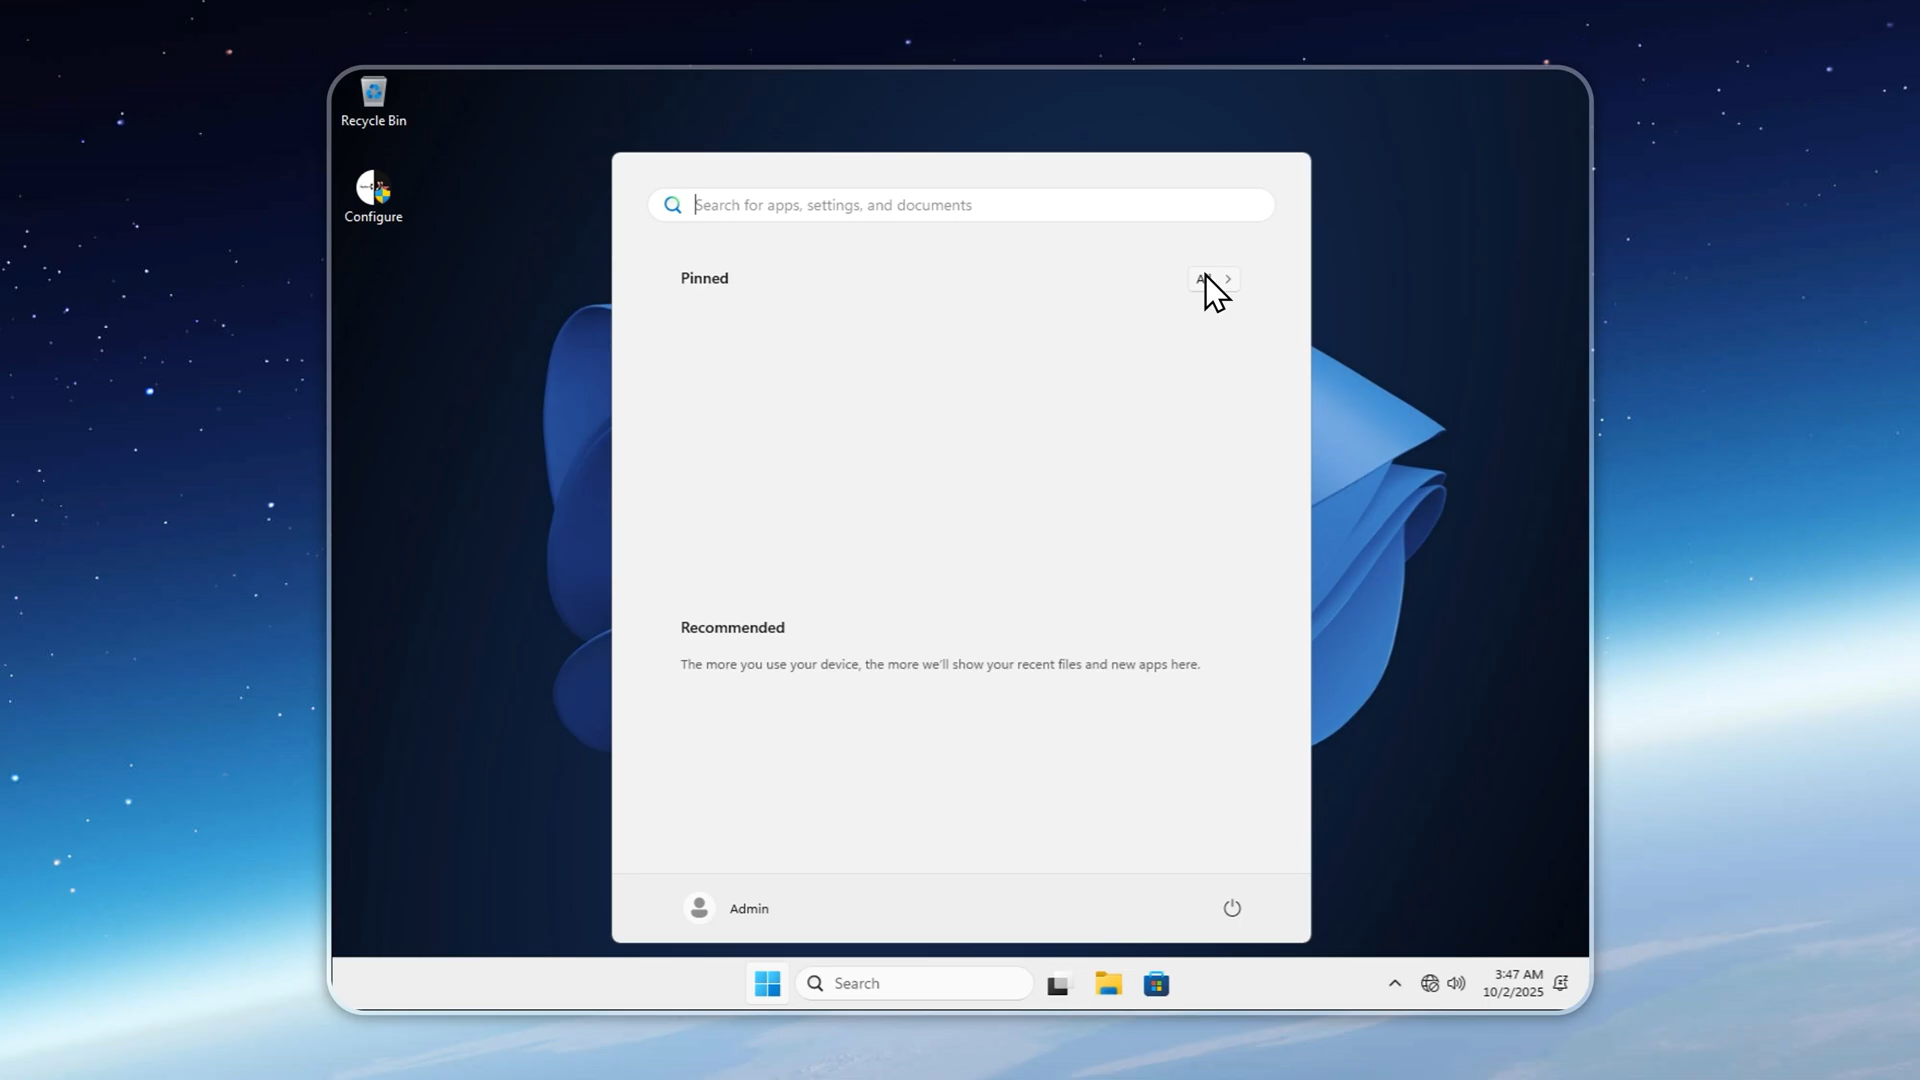 Recycle Bin
Configure
Search for apps, settings, and documents
Pinned
Recommended
The more you use your device, the more we'll show your recent files and new apps here.
Admin
Search
3:47 AM
10/2/2025